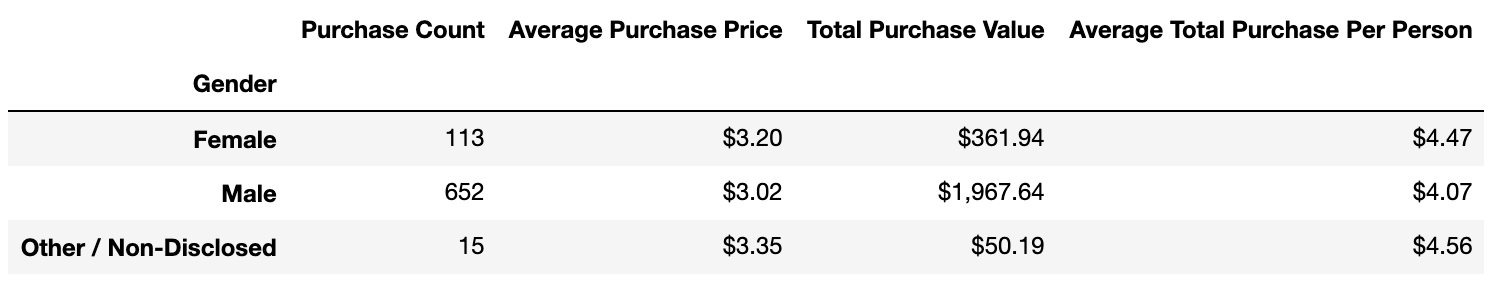 Purchase Count Average Purchase Price Total Purchase Value Average Total Purchase Per Person
Gender
Female 113 $3.20 $361.94 $4.47
Male 652 $3.02 $1,967.64 $4.07
Other / Non-Disclosed 15 $3.35 $50.19 $4.56